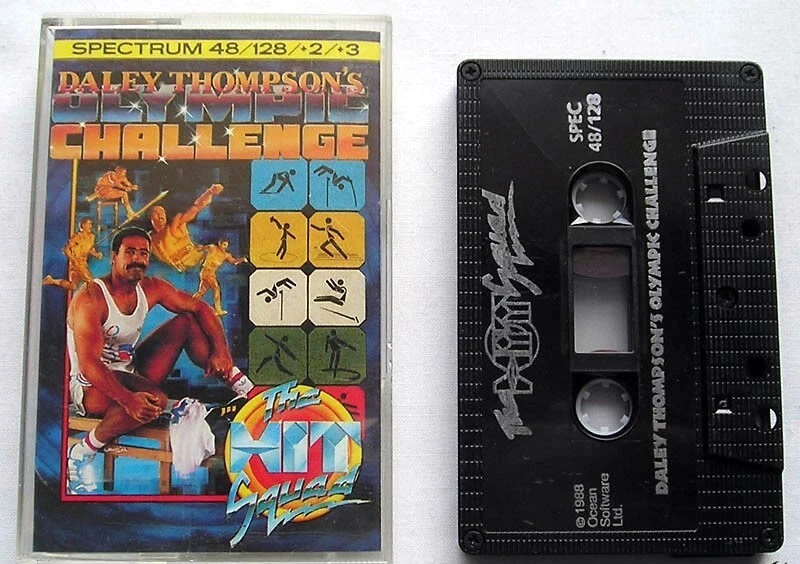 SPECTRUM 48/128/+2/+3
DALEY THOMPSON'S
OLYMPIC
CHALLENGE
The
HIT
Squad
SPEC
48/128
The
HIT
Squad
DALEY THOMPSON'S OLYMPIC CHALLENGE
© 1988
Ocean
Software
Ltd.